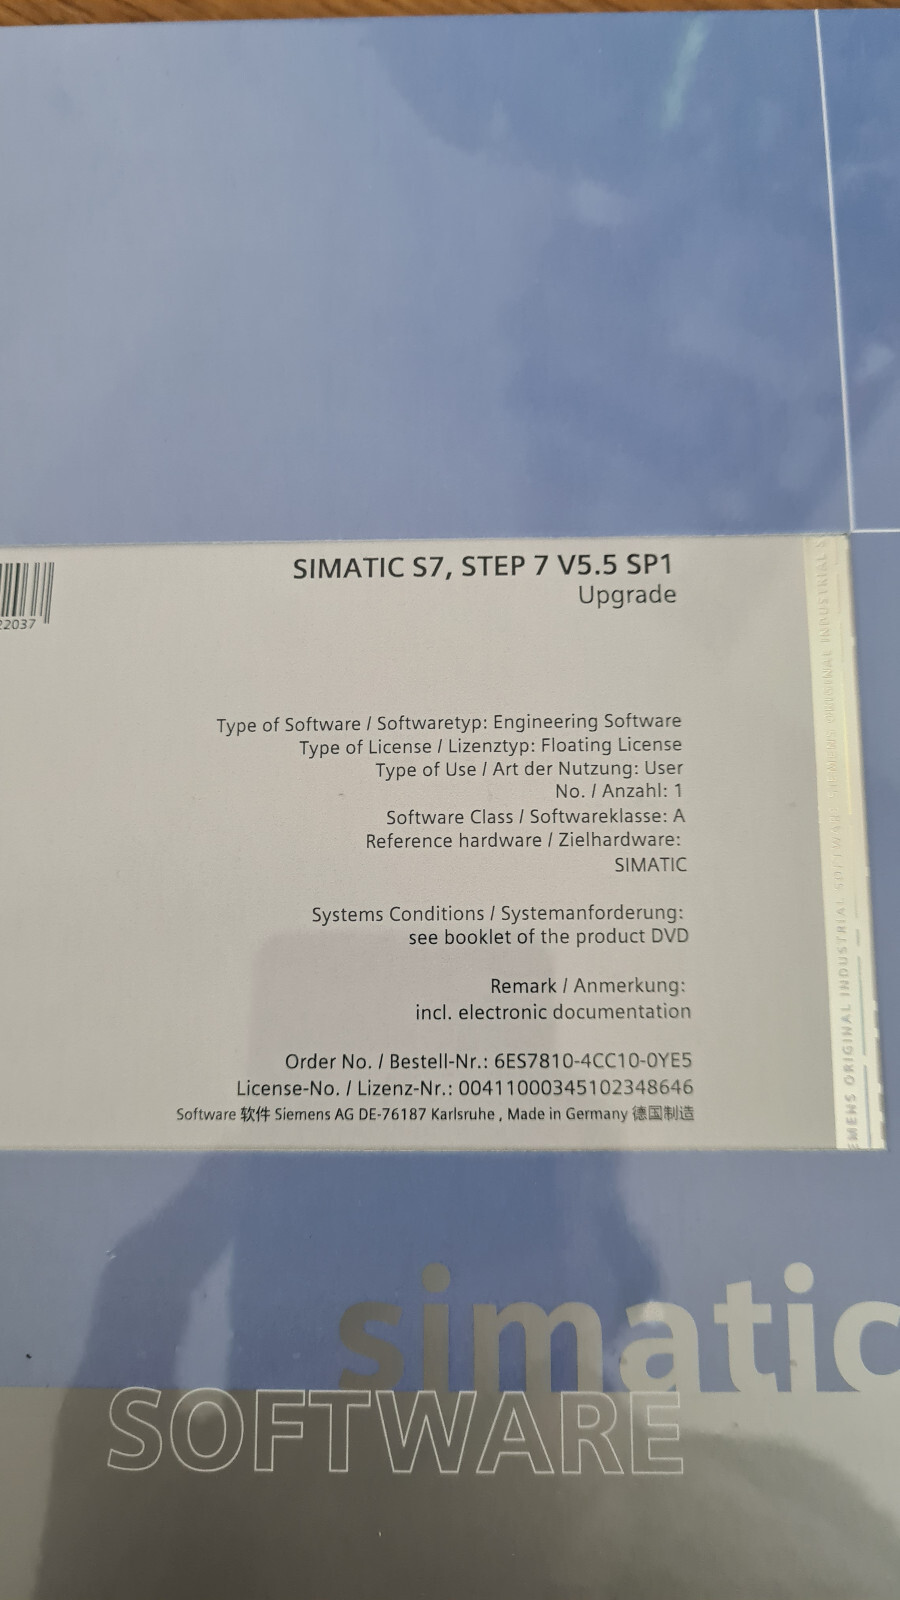 SIMATIC S7, STEP 7 V5.5 SP1
Upgrade
22037
Type of Software / Softwaretyp: Engineering Software
Type of License / Lizenztyp: Floating License
Type of Use / Art der Nutzung: User
No. / Anzahl: 1
Software Class / Softwareklasse: A
Reference hardware / Zielhardware:
SIMATIC
Systems Conditions / Systemanforderung:
see booklet of the product DVD
Remark / Anmerkung:
incl. electronic documentation
Order No. / Bestell-Nr.: 6ES7810-4CC10-0YE5
License-No. / Lizenz-Nr.: 00411000345102348646
Software 软件 Siemens AG DE-76187 Karlsruhe , Made in Germany 德国制造
EMENS ORIGINAL INDUSTRIAL SOFTWARE SIEMENS ORIGINAL INDUSTRIAL S
simatic
SOFTWARE